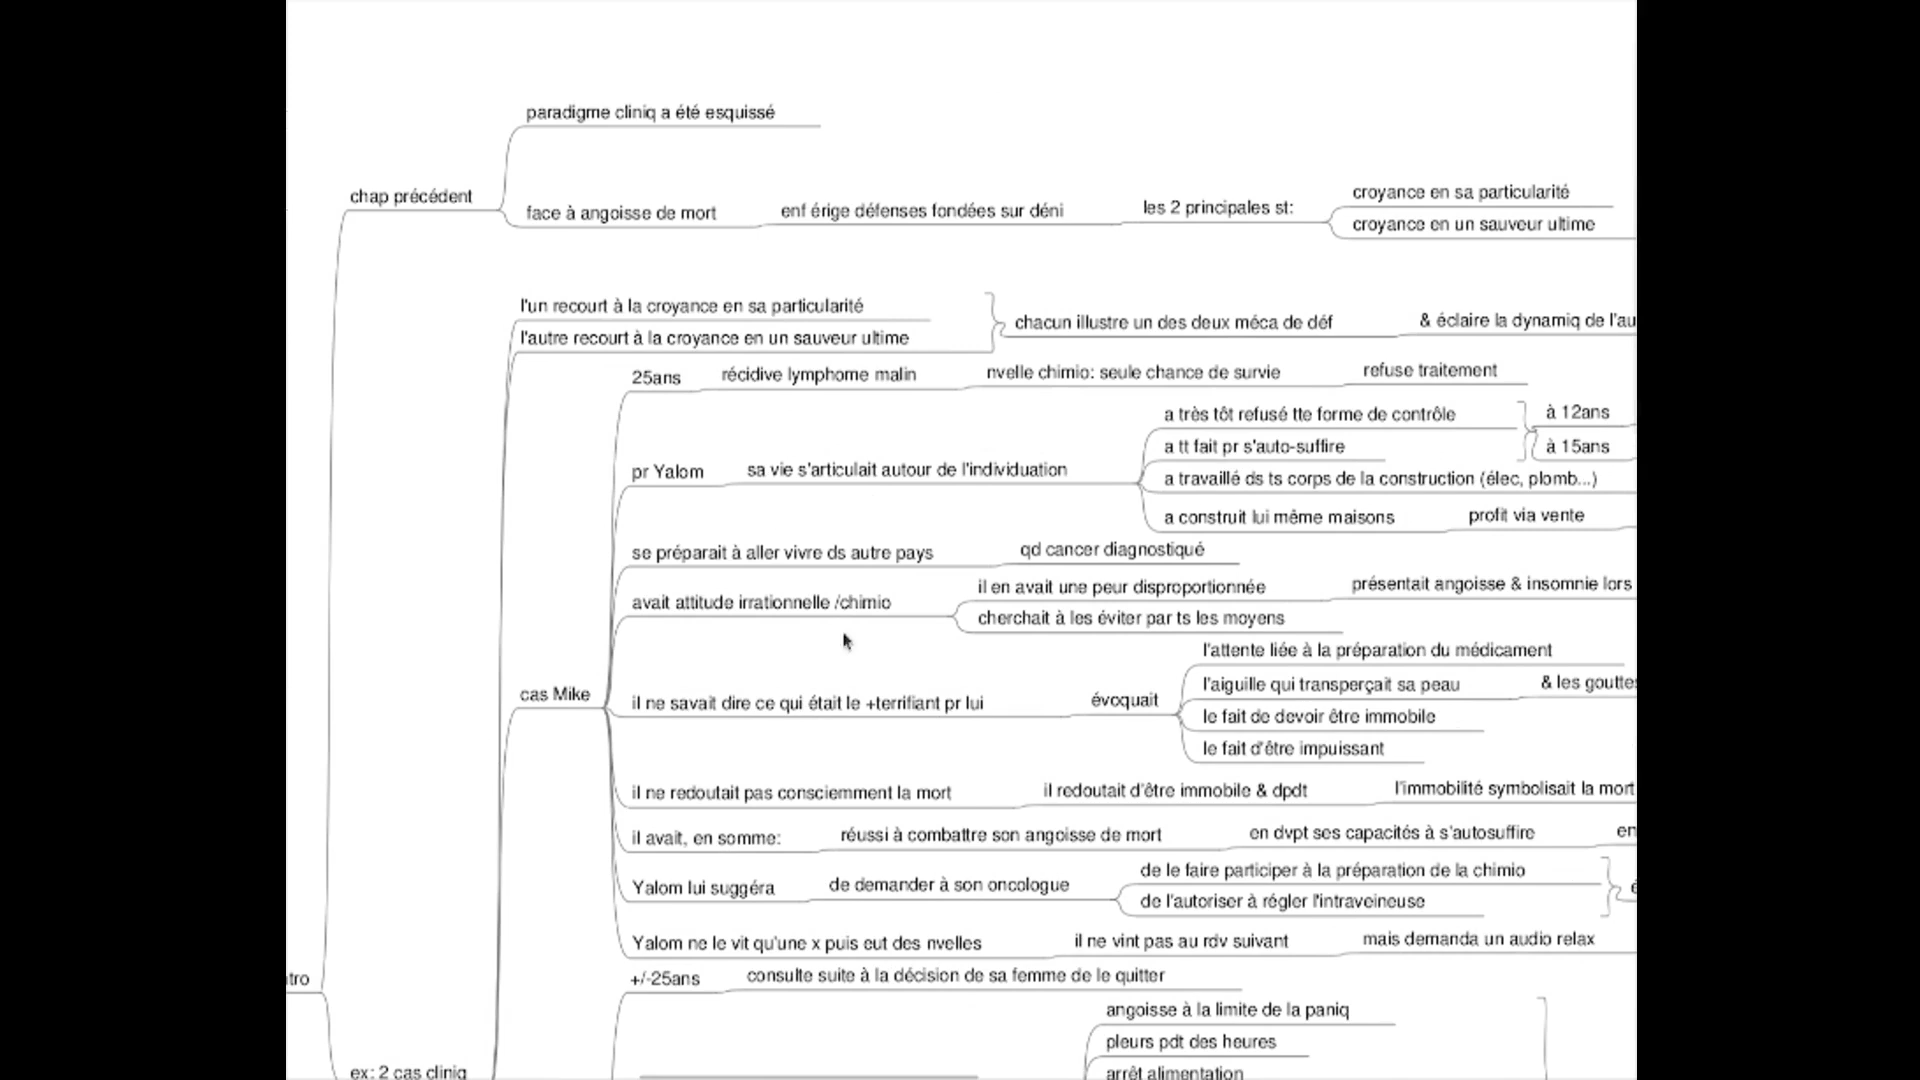 paradigme cliniq a été esquissé
chap précédent
face à angoisse de mort
enf érige défenses fondées sur déni
les 2 principales st:
croyance en sa particularité
croyance en un sauveur ultime
l'un recourt à la croyance en sa particularité
l'autre recourt à la croyance en un sauveur ultime
chacun illustre un des deux méca de déf
& éclaire la dynamiq de l'au
25ans
récidive lymphome malin
nvelle chimio: seule chance de survie
refuse traitement
pr Yalom
sa vie s'articulait autour de l'individuation
a très tôt refusé tte forme de contrôle
à 12ans
à 15ans
a tt fait pr s'auto-suffire
a travaillé ds ts corps de la construction (élec, plomb...)
a construit lui même maisons
profit via vente
se préparait à aller vivre ds autre pays
qd cancer diagnostiqué
avait attitude irrationnelle /chimio
il en avait une peur disproportionnée
présentait angoisse & insomnie lors
cherchait à les éviter par ts les moyens
cas Mike
il ne savait dire ce qui était le +terrifiant pr lui
évoquait
l'attente liée à la préparation du médicament
l'aiguille qui transperçait sa peau
& les gouttes
le fait de devoir être immobile
le fait d'être impuissant
il ne redoutait pas consciemment la mort
il redoutait d'être immobile & dpdt
l'immobilité symbolisait la mort
il avait, en somme:
réussi à combattre son angoisse de mort
en dvpt ses capacités à s'autosuffire
en
Yalom lui suggéra
de demander à son oncologue
de le faire participer à la préparation de la chimio
de l'autoriser à régler l'intraveineuse
Yalom ne le vit qu'une x puis eut des nvelles
il ne vint pas au rdv suivant
mais demanda un audio relax
ntro
+/-25ans
consulte suite à la décision de sa femme de le quitter
angoisse à la limite de la paniq
pleurs pdt des heures
arrêt alimentation
ex: 2 cas cliniq